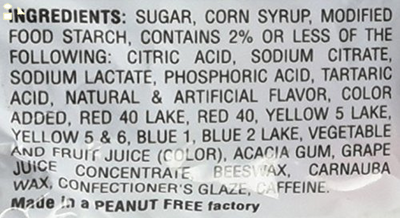 INGREDIENTS: SUGAR, CORN SYRUP, MODIFIED
FOOD STARCH, CONTAINS 2% OR LESS OF THE
FOLLOWING: CITRIC ACID, SODIUM CITRATE,
SODIUM LACTATE, PHOSPHORIC ACID, TARTARIC
ACID, NATURAL & ARTIFICIAL FLAVOR, COLOR
ADDED, RED 40 LAKE, RED 40, YELLOW 5 LAKE,
YELLOW 5 & 6, BLUE 1, BLUE 2 LAKE, VEGETABLE
AND FRUIT JUICE (COLOR), ACACIA GUM, GRAPE
JUICE CONCENTRATE, BEESWAX, CARNAUBA
WAX, CONFECTIONER'S GLAZE, CAFFEINE.
Made in a PEANUT FREE factory